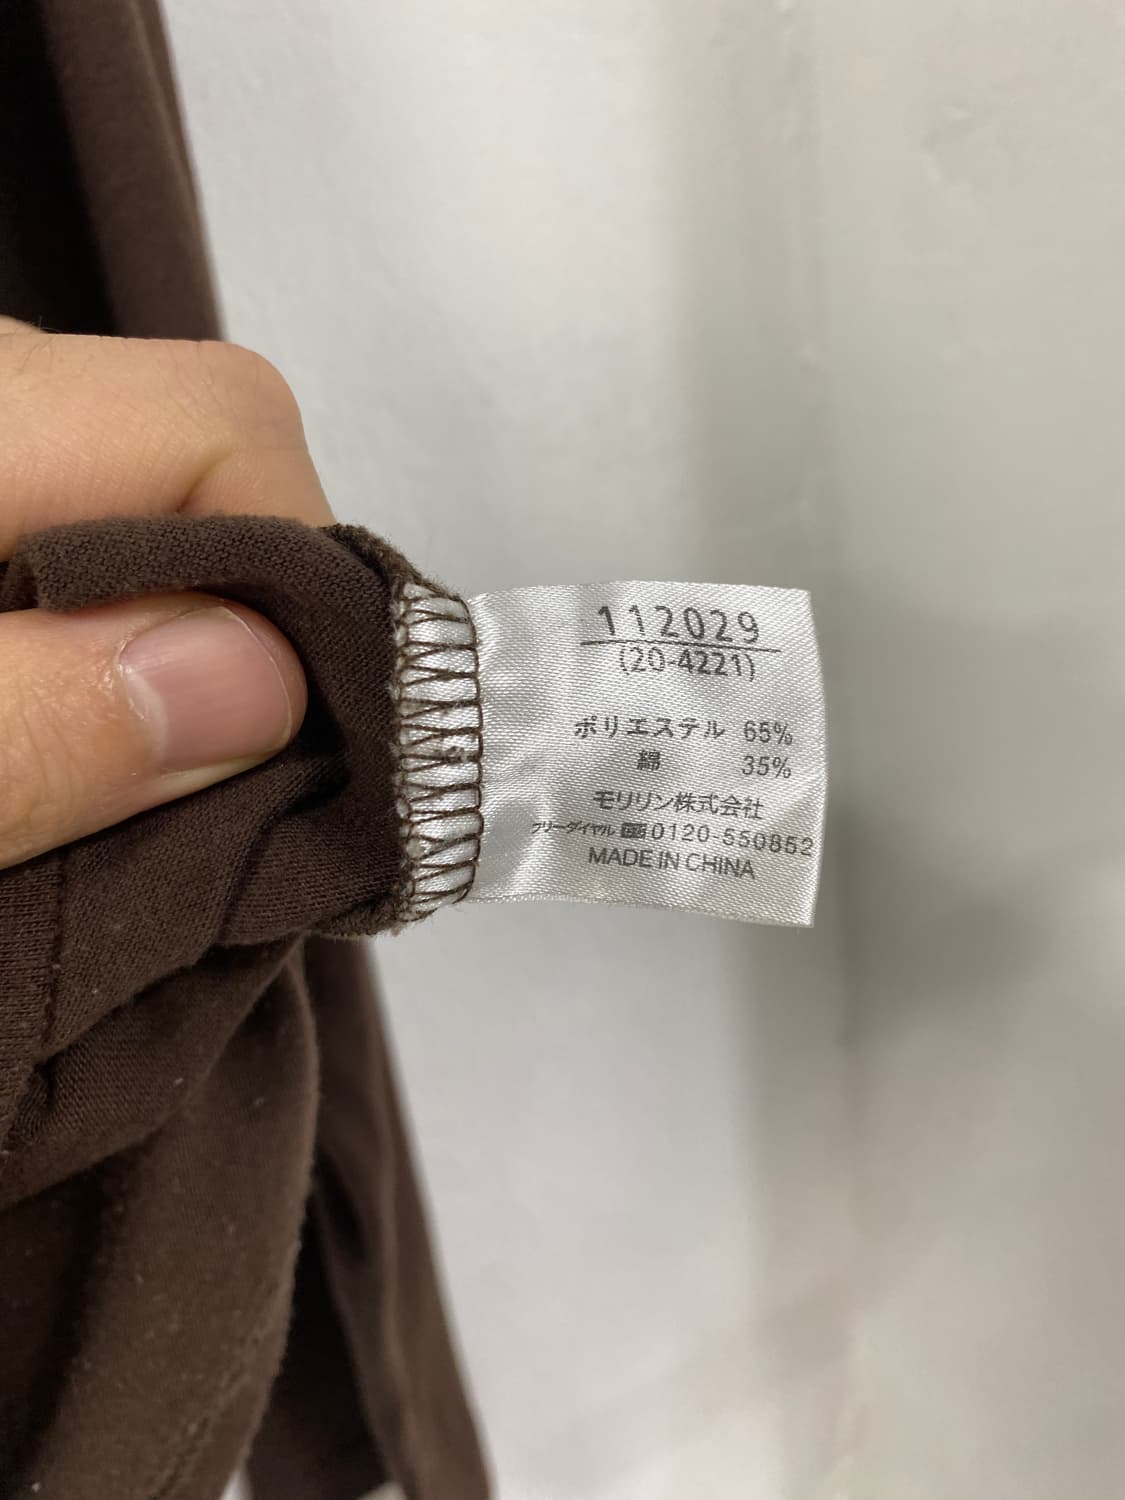 112029
(20-4221)
ポリエステル 65%
綿 35%
モリリン株式会社
フリーダイヤル 0120-550852
MADE IN CHINA